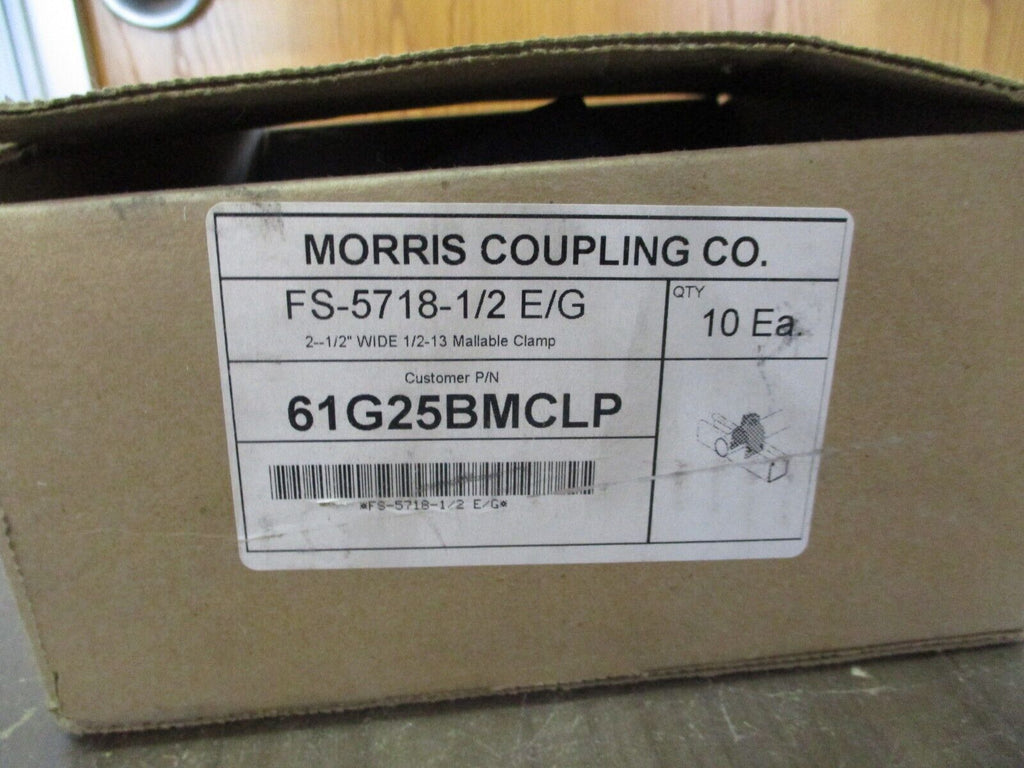 MORRIS COUPLING CO.
FS-5718-1/2 E/G
2--1/2" WIDE 1/2-13 Mallable Clamp
QTY
10 Ea.
Customer P/N
61G25BMCLP
*FS-5718-1/2 E/G*